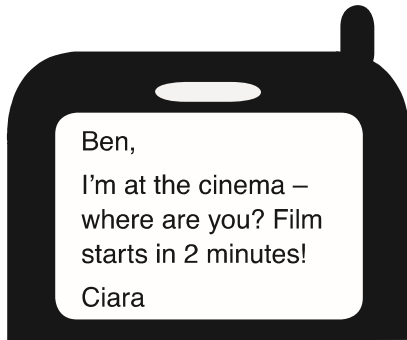 Ben,
I’m at the cinema –
where are you? Film
starts in 2 minutes!
Ciara